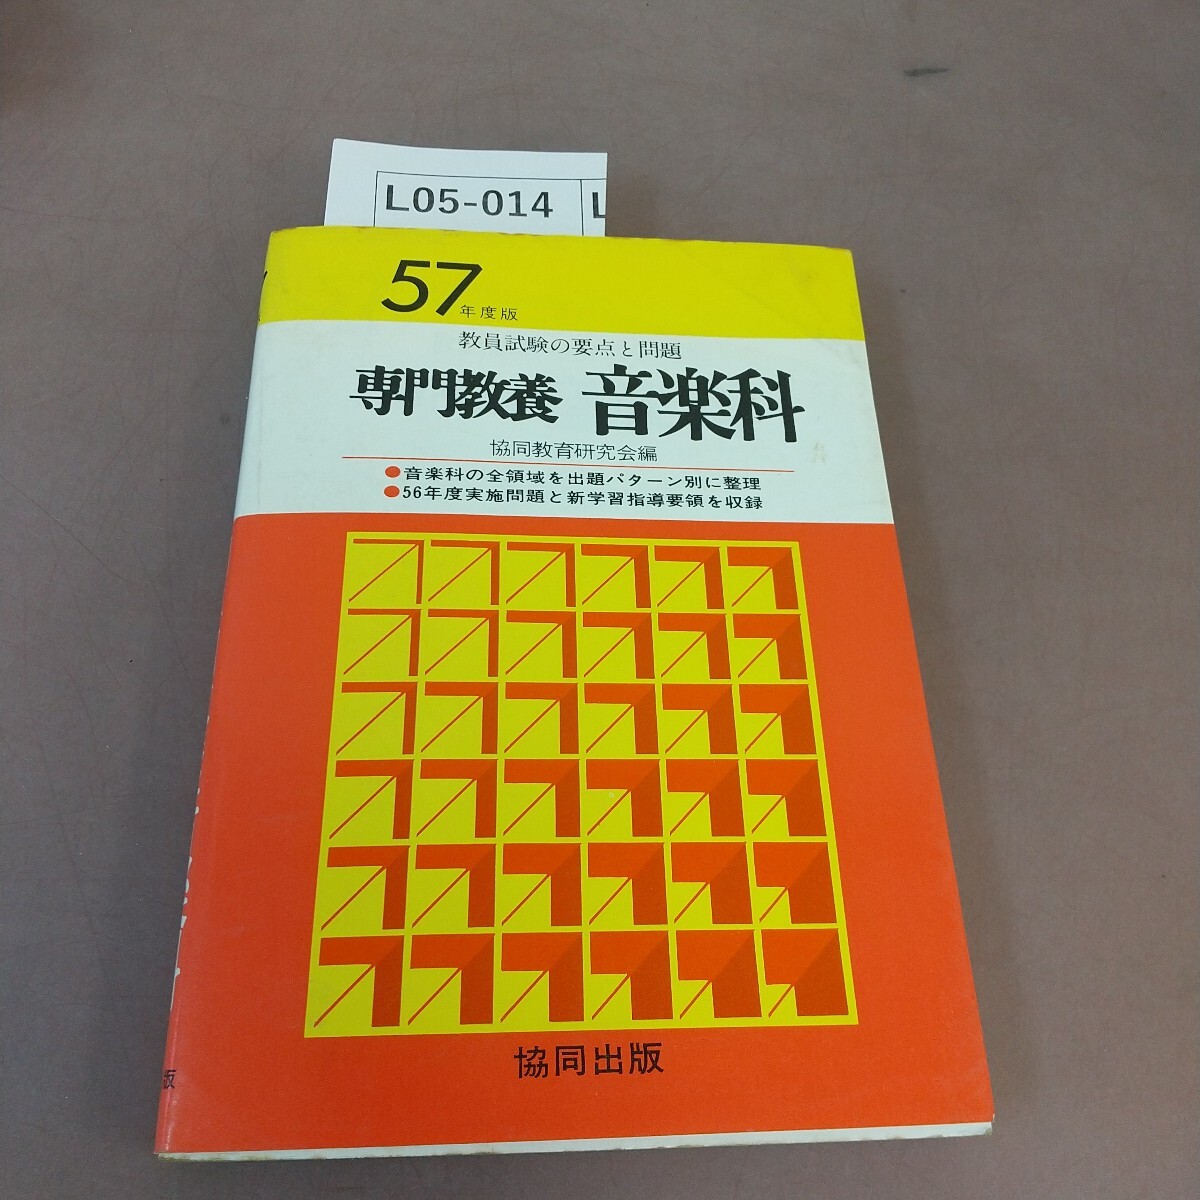 L05-014
57年度版
教員試験の要点と問題
専門教養 音楽科
協同教育研究会編
●音楽科の全領域を出題パターン別に整理
●56年度実施問題と新学習指導要領を収録
協同出版
版